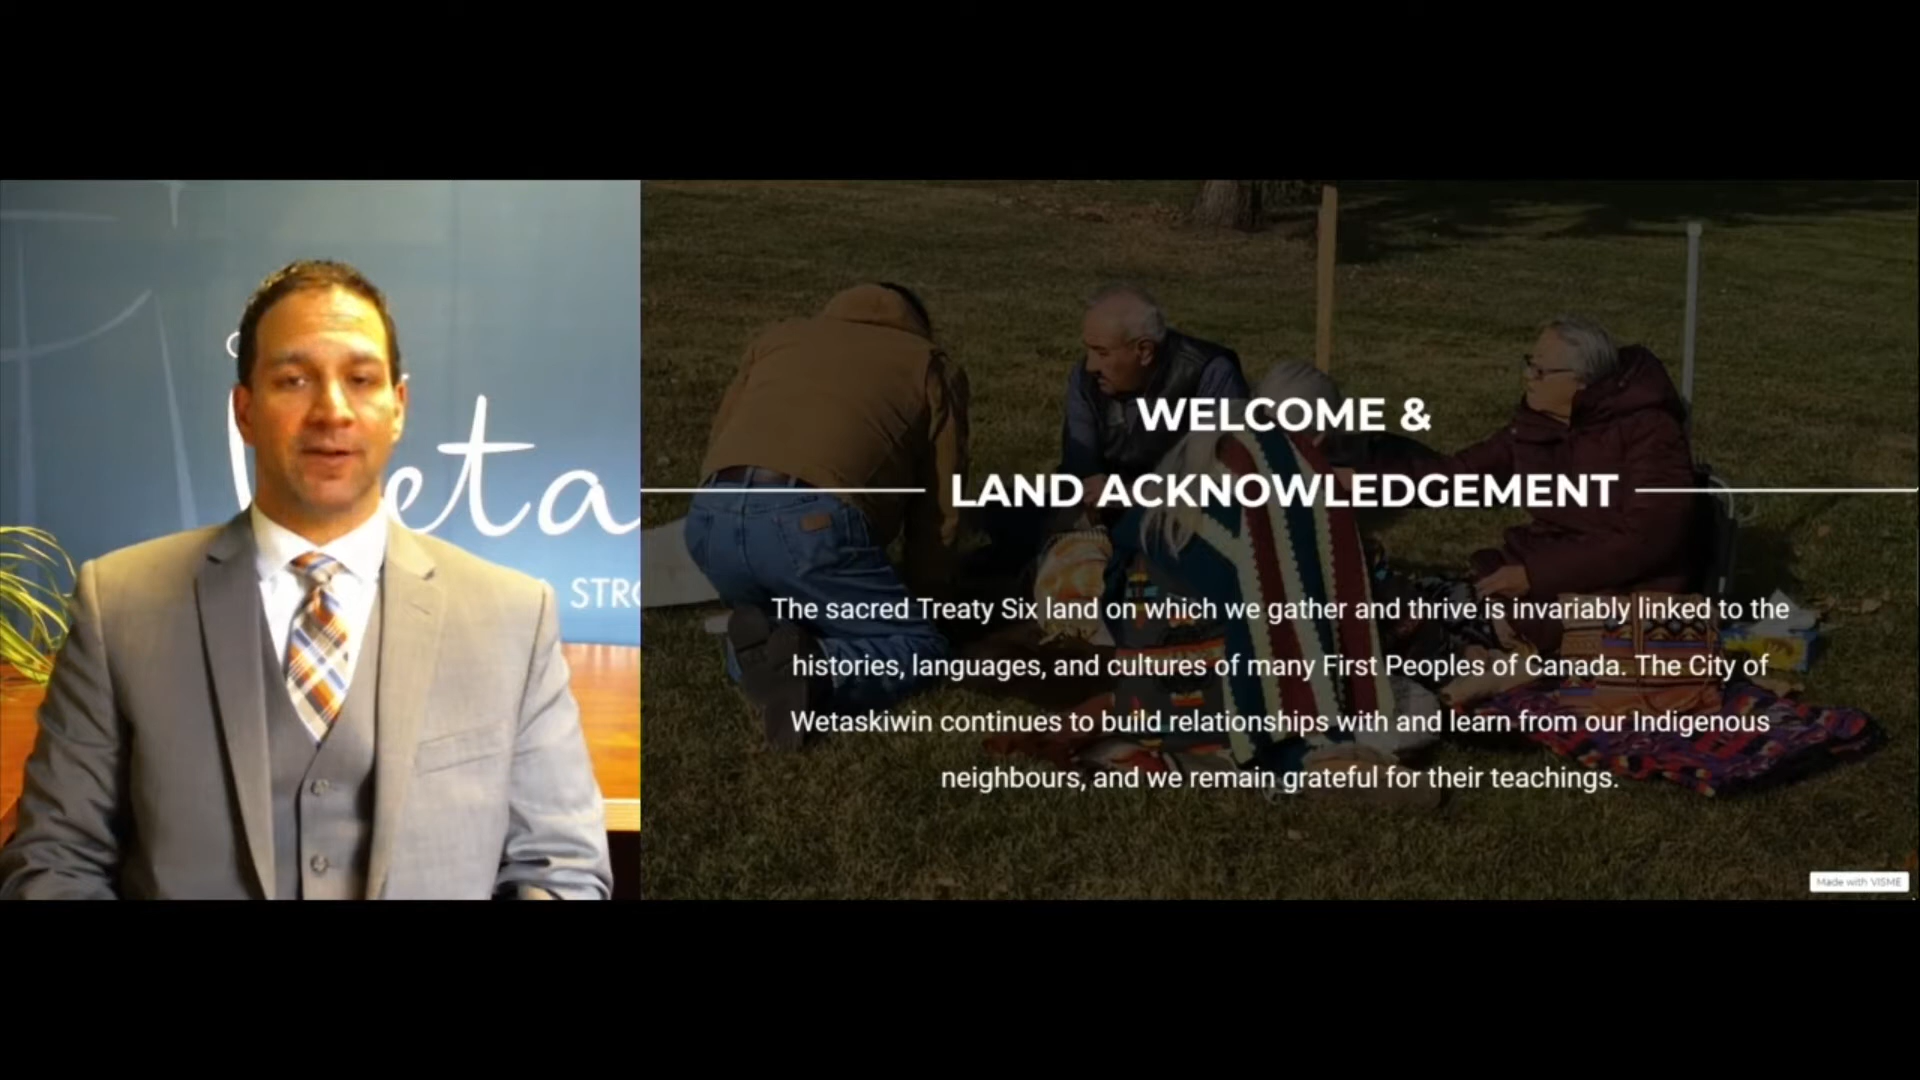 eta
STRO
WELCOME &
LAND ACKNOWLEDGEMENT
The sacred Treaty Six land on which we gather and thrive is invariably linked to the
histories, languages, and cultures of many First Peoples of Canada. The City of
Wetaskiwin continues to build relationships with and learn from our Indigenous
neighbours, and we remain grateful for their teachings.
Made with VISME